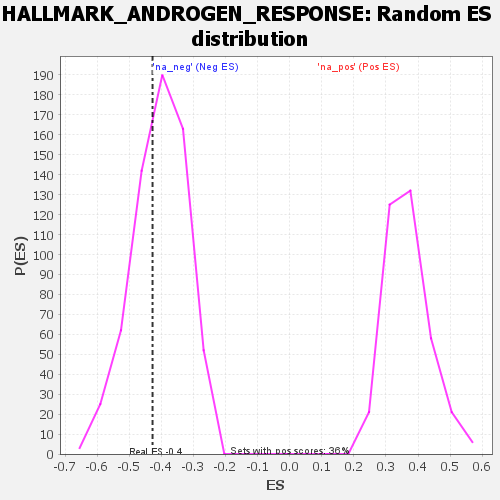 HALLMARK_ANDROGEN_RESPONSE: Random ES
distribution
'na_neg' (Neg ES)
'na_pos' (Pos ES)
190
180
170
160
150
140
130
120
110
100
90
80
70
60
50
40
30
20
10
0
P(ES)
Real ES -0.4
Sets with pos scores: 36%
-0.7 -0.6 -0.5 -0.4 -0.3 -0.2 -0.1 0.0 0.1 0.2 0.3 0.4 0.5 0.6
ES